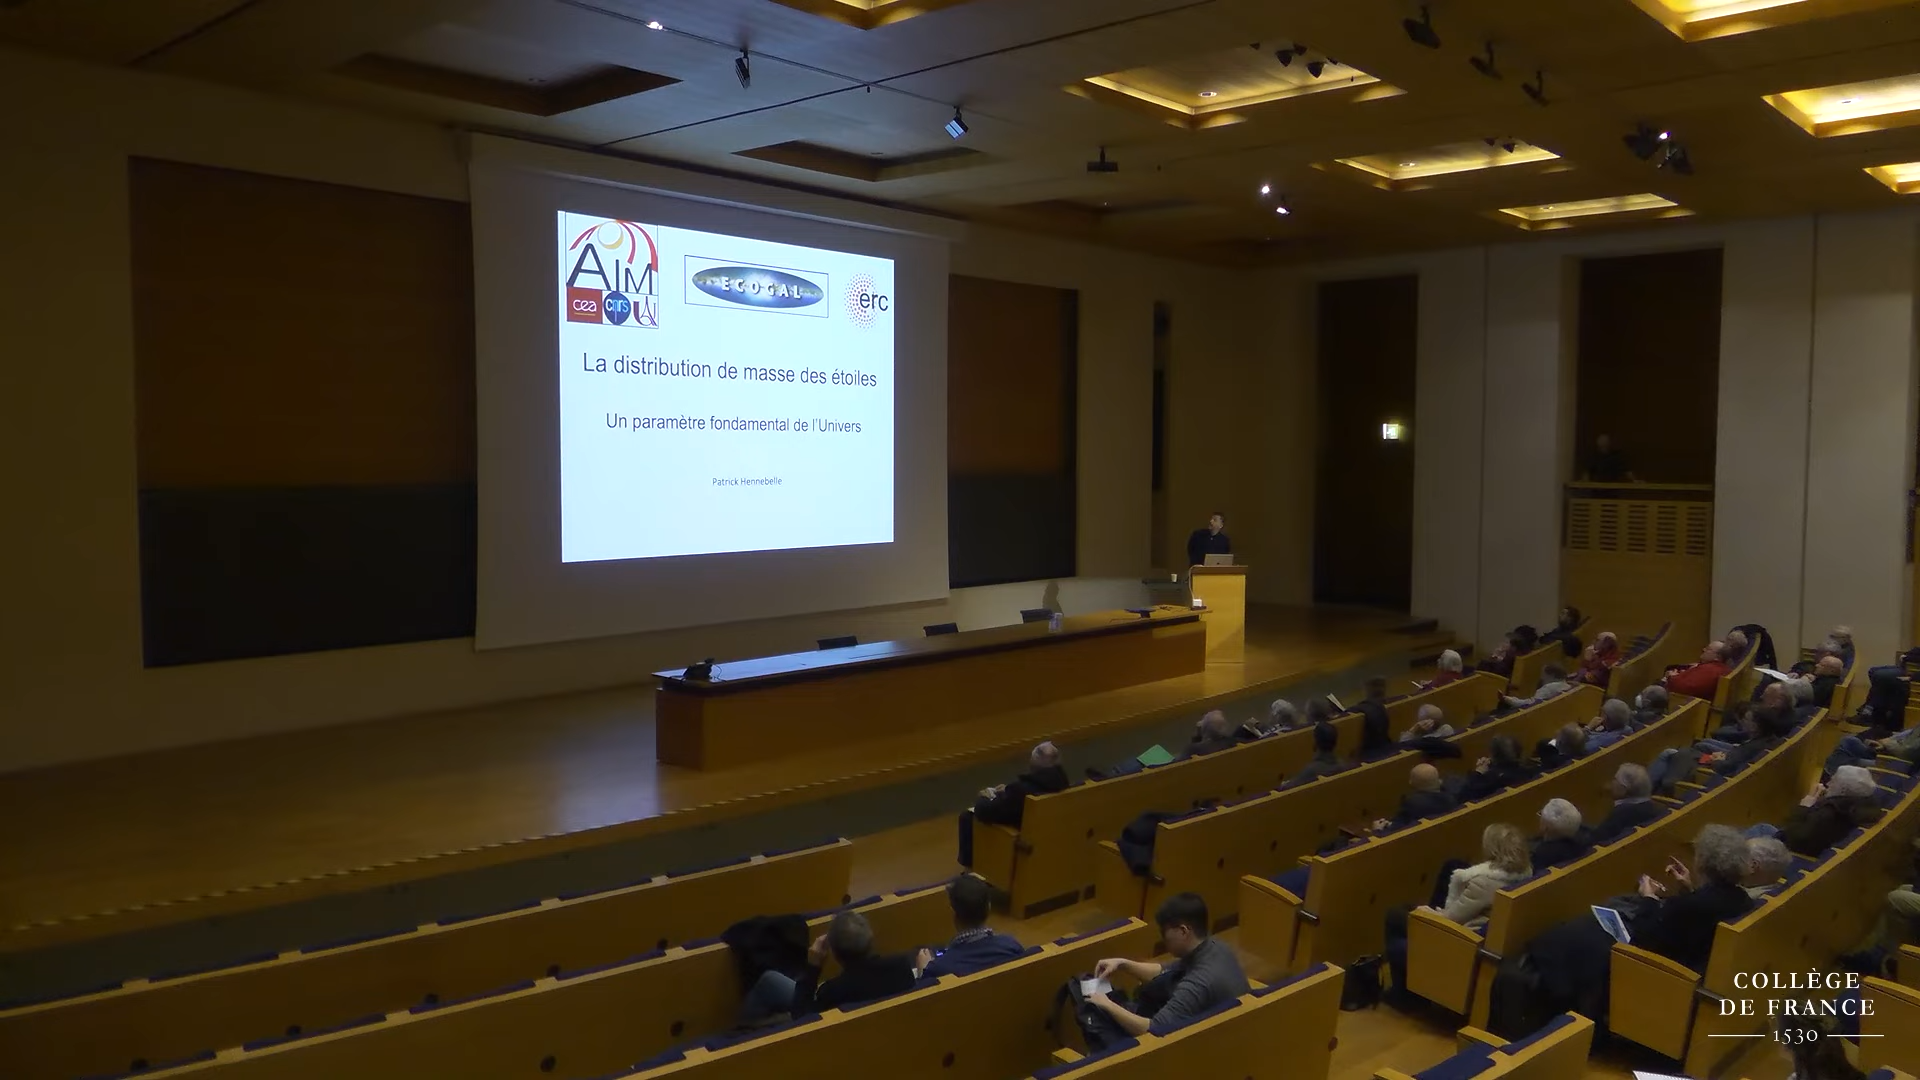 AIM
cea
cnrs
ECOGAL
erc
La distribution de masse des étoiles
Un paramètre fondamental de l'Univers
Patrick Hennebelle
COLLÈGE
DE FRANCE
1530